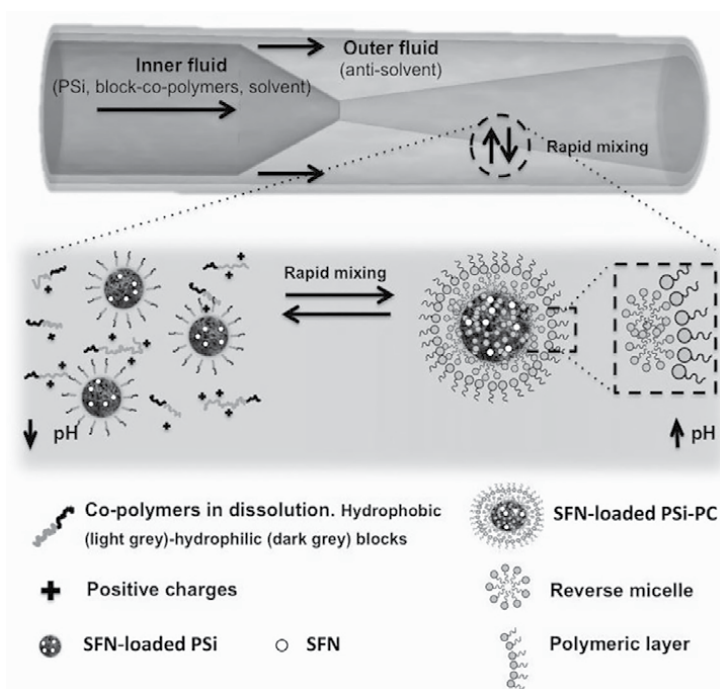 Inner fluid
(PSi, block-co-polymers, solvent)
Outer fluid
(anti-solvent)
Rapid mixing
Rapid mixing
pH
pH
Co-polymers in dissolution. Hydrophobic
(light grey)-hydrophilic (dark grey) blocks
Positive charges
SFN-loaded PSi
SFN
SFN-loaded PSi-PC
Reverse micelle
Polymeric layer